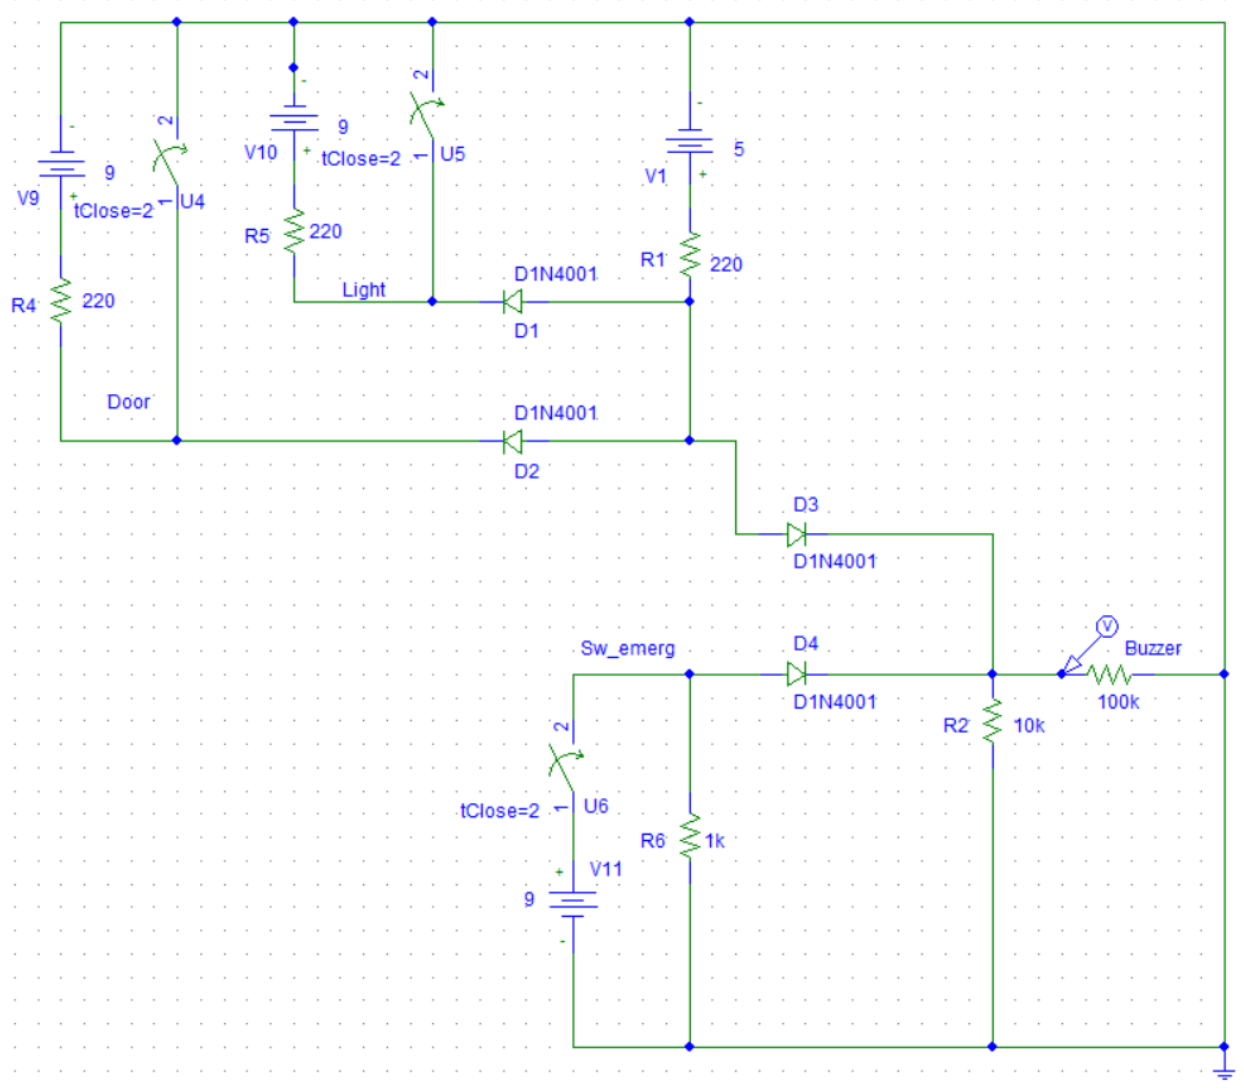 2
2
9
9
5
V10
tClose=2
1
U5
2
V1
V9
tClose=2
1
U4
R5
220
R1
220
D1N4001
Light
R4
220
D1
Door
D1N4001
D2
D3
D1N4001
Sw_emerg
D4
Buzzer
V
D1N4001
100k
2
R2
10k
tClose=2
1
U6
R6
1k
V11
9